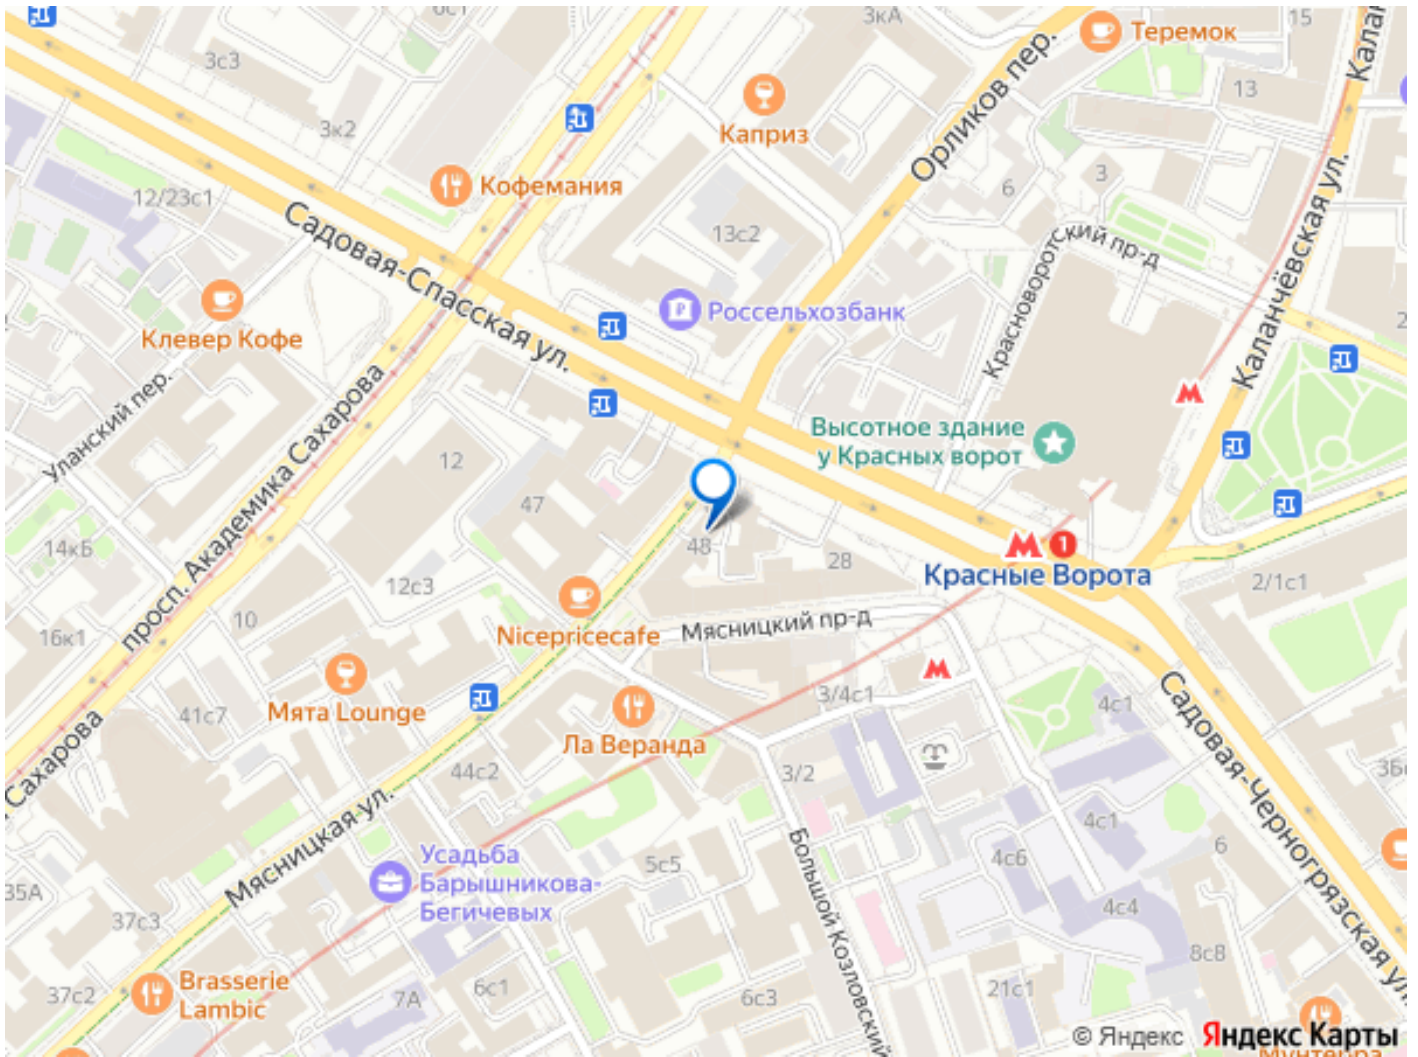 6с1
3кА
15
Теремок
Калан
3с3
13
Каприз
3к2
Орликов пер.
Кофемания
12/23с1
6
3
Садовая-Спасская ул.
13с2
Красноворотский пр-д
Каланчёвская ул.
Россельхозбанк
Клевер Кофе
2
Уланский пер.
просп. Академика Сахарова
Высотное здание
у Красных ворот
12
47
48
28
14кБ
1
Красные Ворота
12с3
2/1с1
10
16к1
Nicepricecafe
Мясницкий пр-д
Мята Lounge
3/4с1
4с1
41с7
Ла Веранда
Сахарова
44с2
3/2
Садовая-Черногрязская ул.
Мясницкая ул.
4с1
6
Усадьба
Барышникова-
Бегичевых
5с5
4с6
Большой Козловский
35А
37с3
4с4
8с8
Brasserie
Lambic
37с2
7А
6с1
6с3
21с1
© Яндекс
Яндекс Карты